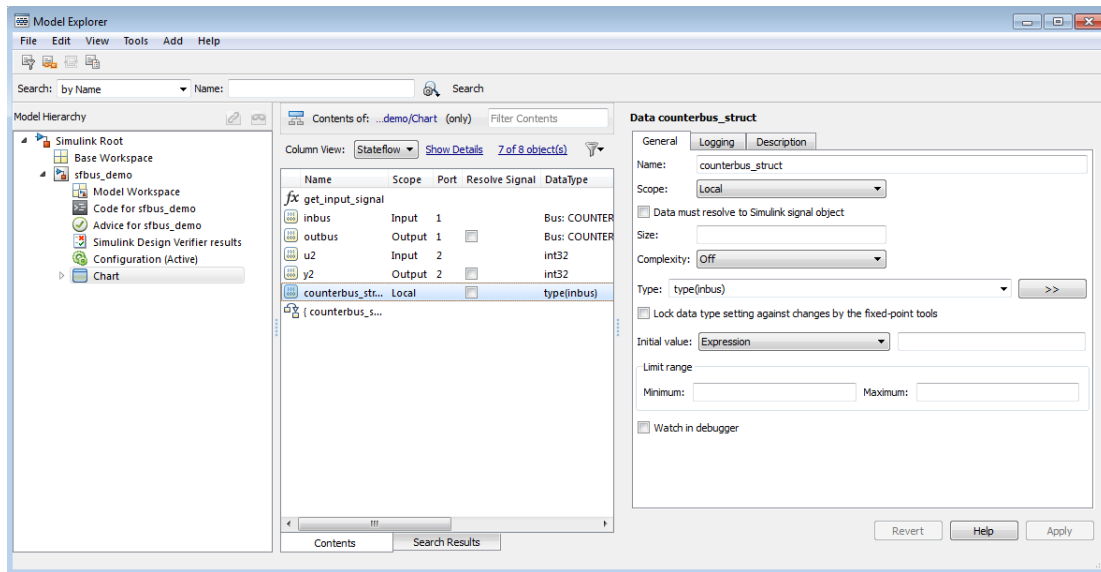 Model Explorer
File Edit View Tools Add Help
Search: by Name Name: Search
Model Hierarchy
Simulink Root
Base Workspace
sfbus_demo
Model Workspace
Code for sfbus_demo
Advice for sfbus_demo
Simulink Design Verifier results
Configuration (Active)
Chart
Contents of: ...demo/Chart (only) Filter Contents
Column View: Stateflow Show Details 7 of 8 object(s)
Name Scope Port Resolve Signal DataType
fx get_input_signal
inbus Input 1 Bus: COUNTER
outbus Output 1 Bus: COUNTER
u2 Input 2 int32
y2 Output 2 int32
counterbus_str... Local type(inbus)
{ counterbus_s...
Contents Search Results
Data counterbus_struct
General Logging Description
Name: counterbus_struct
Scope: Local
Data must resolve to Simulink signal object
Size:
Complexity: Off
Type: type(inbus) >>
Lock data type setting against changes by the fixed-point tools
Initial value: Expression
Limit range
Minimum: Maximum:
Watch in debugger
Revert Help Apply